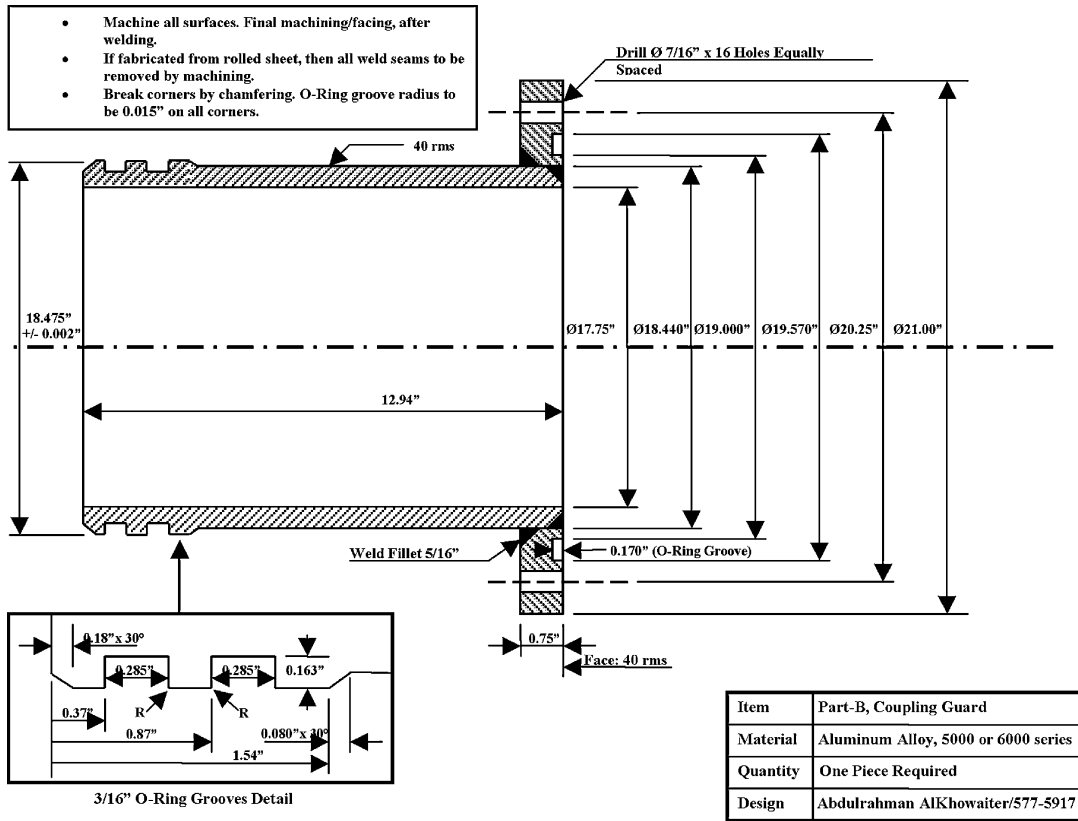 • Machine all surfaces. Final machining/facing, after
welding.
• If fabricated from rolled sheet, then all weld seams to be
removed by machining.
• Break corners by chamfering. O-Ring groove radius to
be 0.015” on all corners.
Drill Ø 7/16” x 16 Holes Equally
Spaced
40 rms
18.475”
+/- 0.002”
Ø17.75”
Ø18.440”
Ø19.000”
Ø19.570”
Ø20.25”
Ø21.00”
12.94”
Weld Fillet 5/16”
0.170” (O-Ring Groove)
0.75”
Face: 40 rms
0.18”x 30°
0.285”
0.285”
0.163”
R
R
0.37”
0.87”
0.080”x 30°
1.54”
3/16” O-Ring Grooves Detail
Item Part-B, Coupling Guard
Material Aluminum Alloy, 5000 or 6000 series
Quantity One Piece Required
Design Abdulrahman AlKhowaiter/577-5917